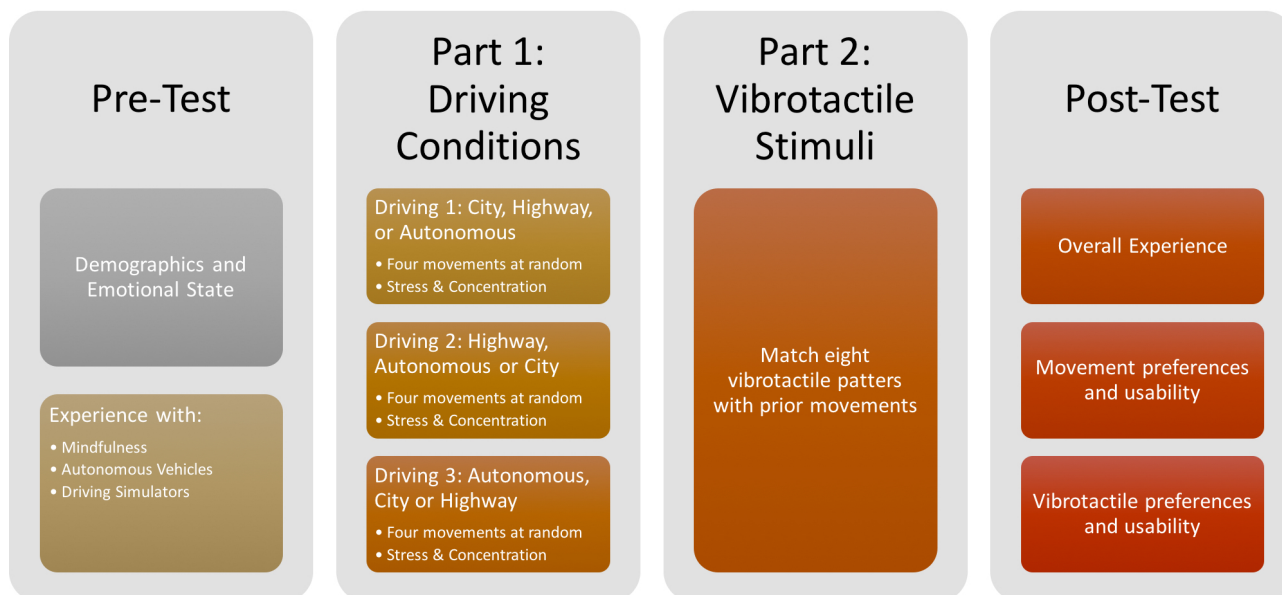 Pre-Test
Demographics and
Emotional State
Experience with:
• Mindfulness
• Autonomous Vehicles
• Driving Simulators
Part 1:
Driving
Conditions
Driving 1: City, Highway,
or Autonomous
• Four movements at random
• Stress & Concentration
Driving 2: Highway,
Autonomous or City
• Four movements at random
• Stress & Concentration
Driving 3: Autonomous,
City or Highway
• Four movements at random
• Stress & Concentration
Part 2:
Vibrotactile
Stimuli
Match eight
vibrotactile patters
with prior movements
Post-Test
Overall Experience
Movement preferences
and usability
Vibrotactile preferences
and usability